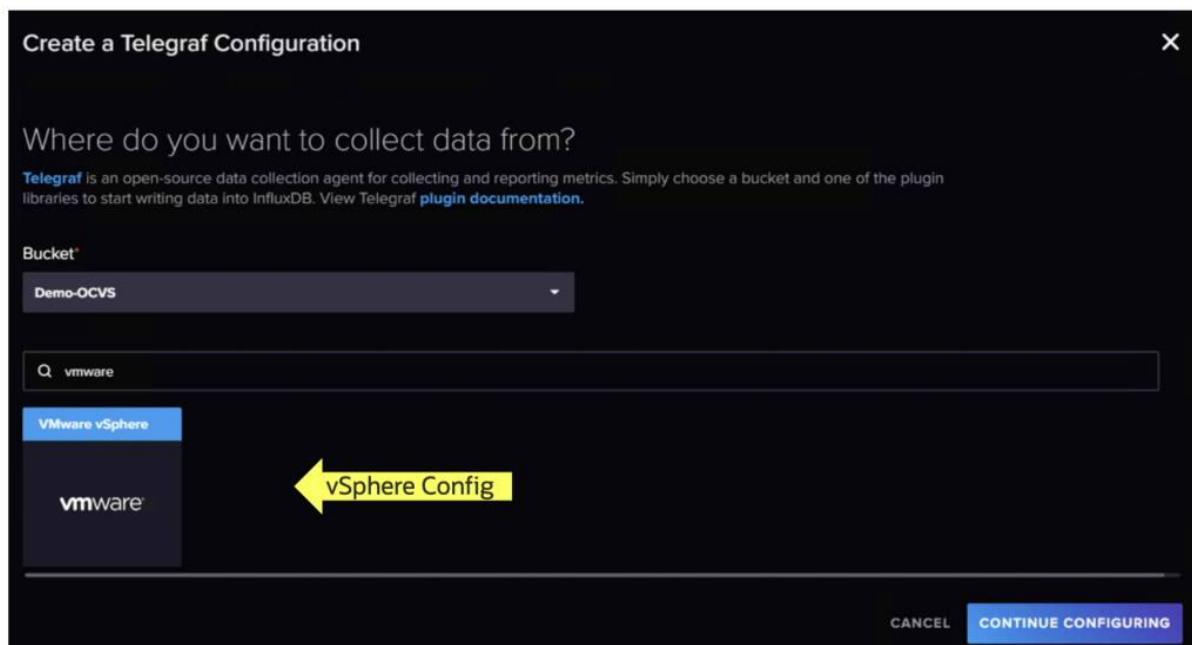 Create a Telegraf Configuration
Where do you want to collect data from?
Telegraf is an open-source data collection agent for collecting and reporting metrics. Simply choose a bucket and one of the plugin
libraries to start writing data into InfluxDB. View Telegraf plugin documentation.
Bucket*
Demo-OCVS
vmware
VMware vSphere
vmware
vSphere Config
CANCEL
CONTINUE CONFIGURING